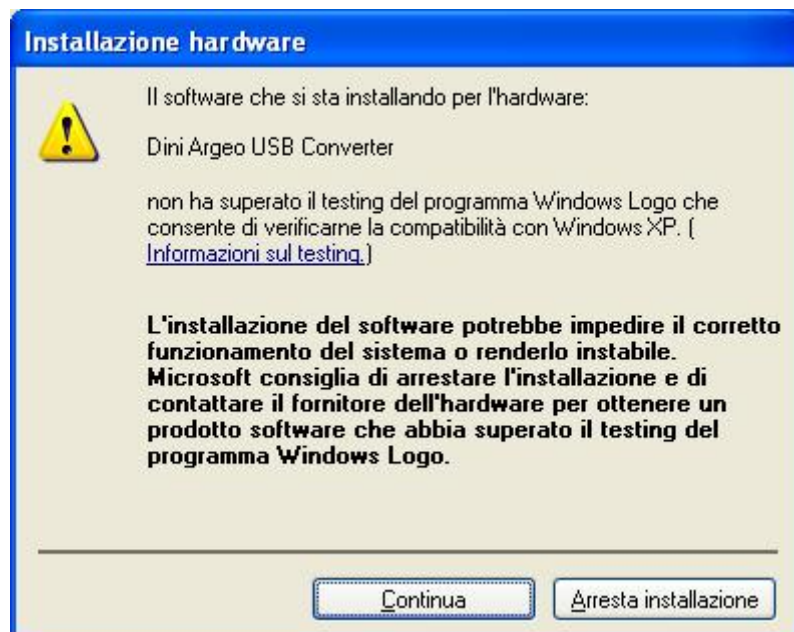 Installazione hardware
Il software che si sta installando per l'hardware:
Dini Argeo USB Converter
non ha superato il testing del programma Windows Logo che
consente di verificarne la compatibilità con Windows XP. (
Informazioni sul testing.)
L'installazione del software potrebbe impedire il corretto
funzionamento del sistema o renderlo instabile.
Microsoft consiglia di arrestare l'installazione e di
contattare il fornitore dell'hardware per ottenere un
prodotto software che abbia superato il testing del
programma Windows Logo.
Continua
Arresta installazione